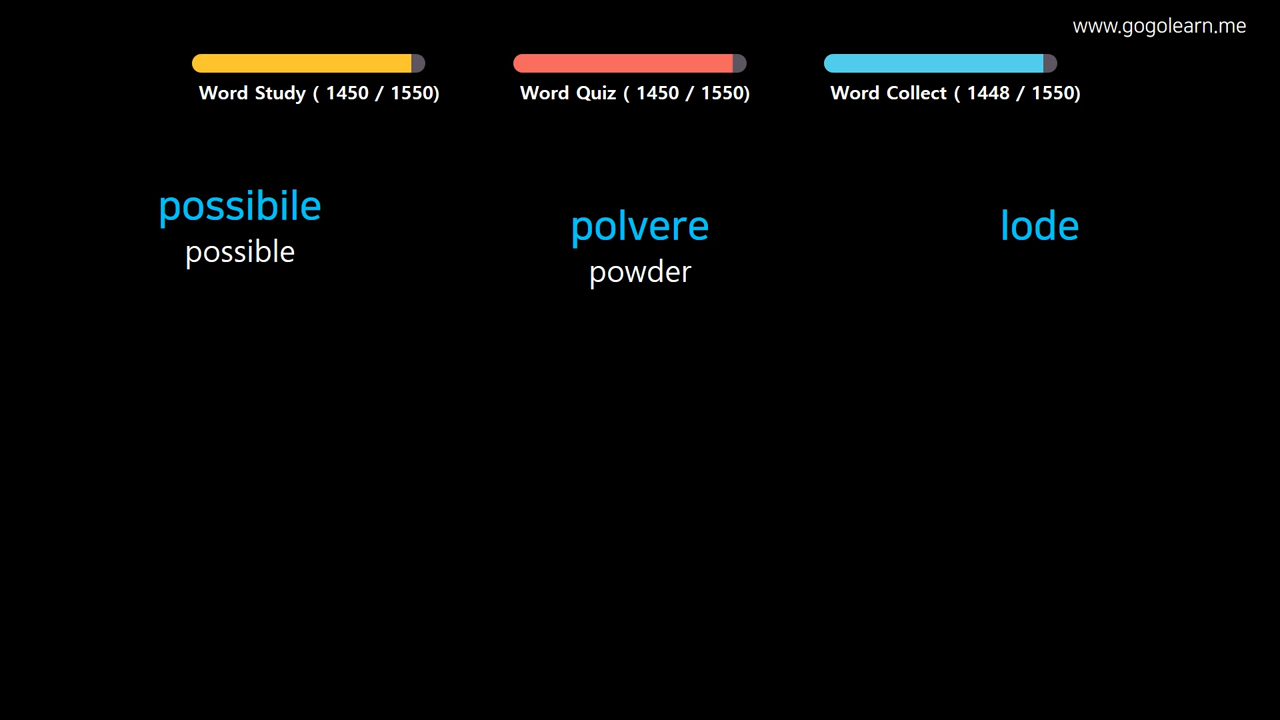 www.gogolearn.me
Word Study ( 1450 / 1550)
Word Quiz ( 1450 / 1550)
Word Collect ( 1448 / 1550)
possibile
possible
polvere
powder
lode